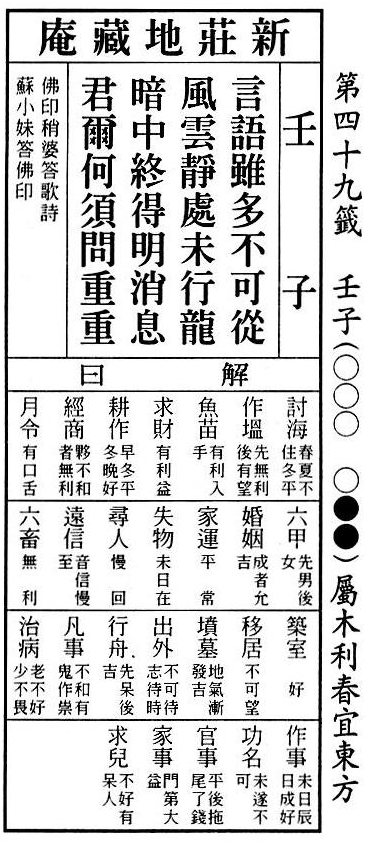 第四十九籤 壬子(○○○ ○●●)屬木利春宜東方
新莊地藏庵
壬子
言語雖多不可從
風雲靜處未行龍
暗中終得明消息
君爾何須問重重
佛印稍婆答歌詩
蘇小妹答佛印
解曰
討海 春夏不住冬平
作塭 先無利後有望
魚苗 有利入手
求財 有利益
耕作 早冬平冬晚好
經商 夥不和者無利
月令 有口舌
六甲 先男後女
婚姻 成者允吉
家運 平常
失物 未日在
尋人 慢回
遠信 音信慢至
六畜 無利
築室 好
移居 不可望
墳墓 地氣漸發吉
出外 不可待志待時
行舟 先呆後吉
凡事 不和有鬼作祟
治病 老不好少不畏
作事 未日辰日成好
功名 未遂不可
官事 平後拖尾了錢
家事 門第大益
求兒 不好有呆人